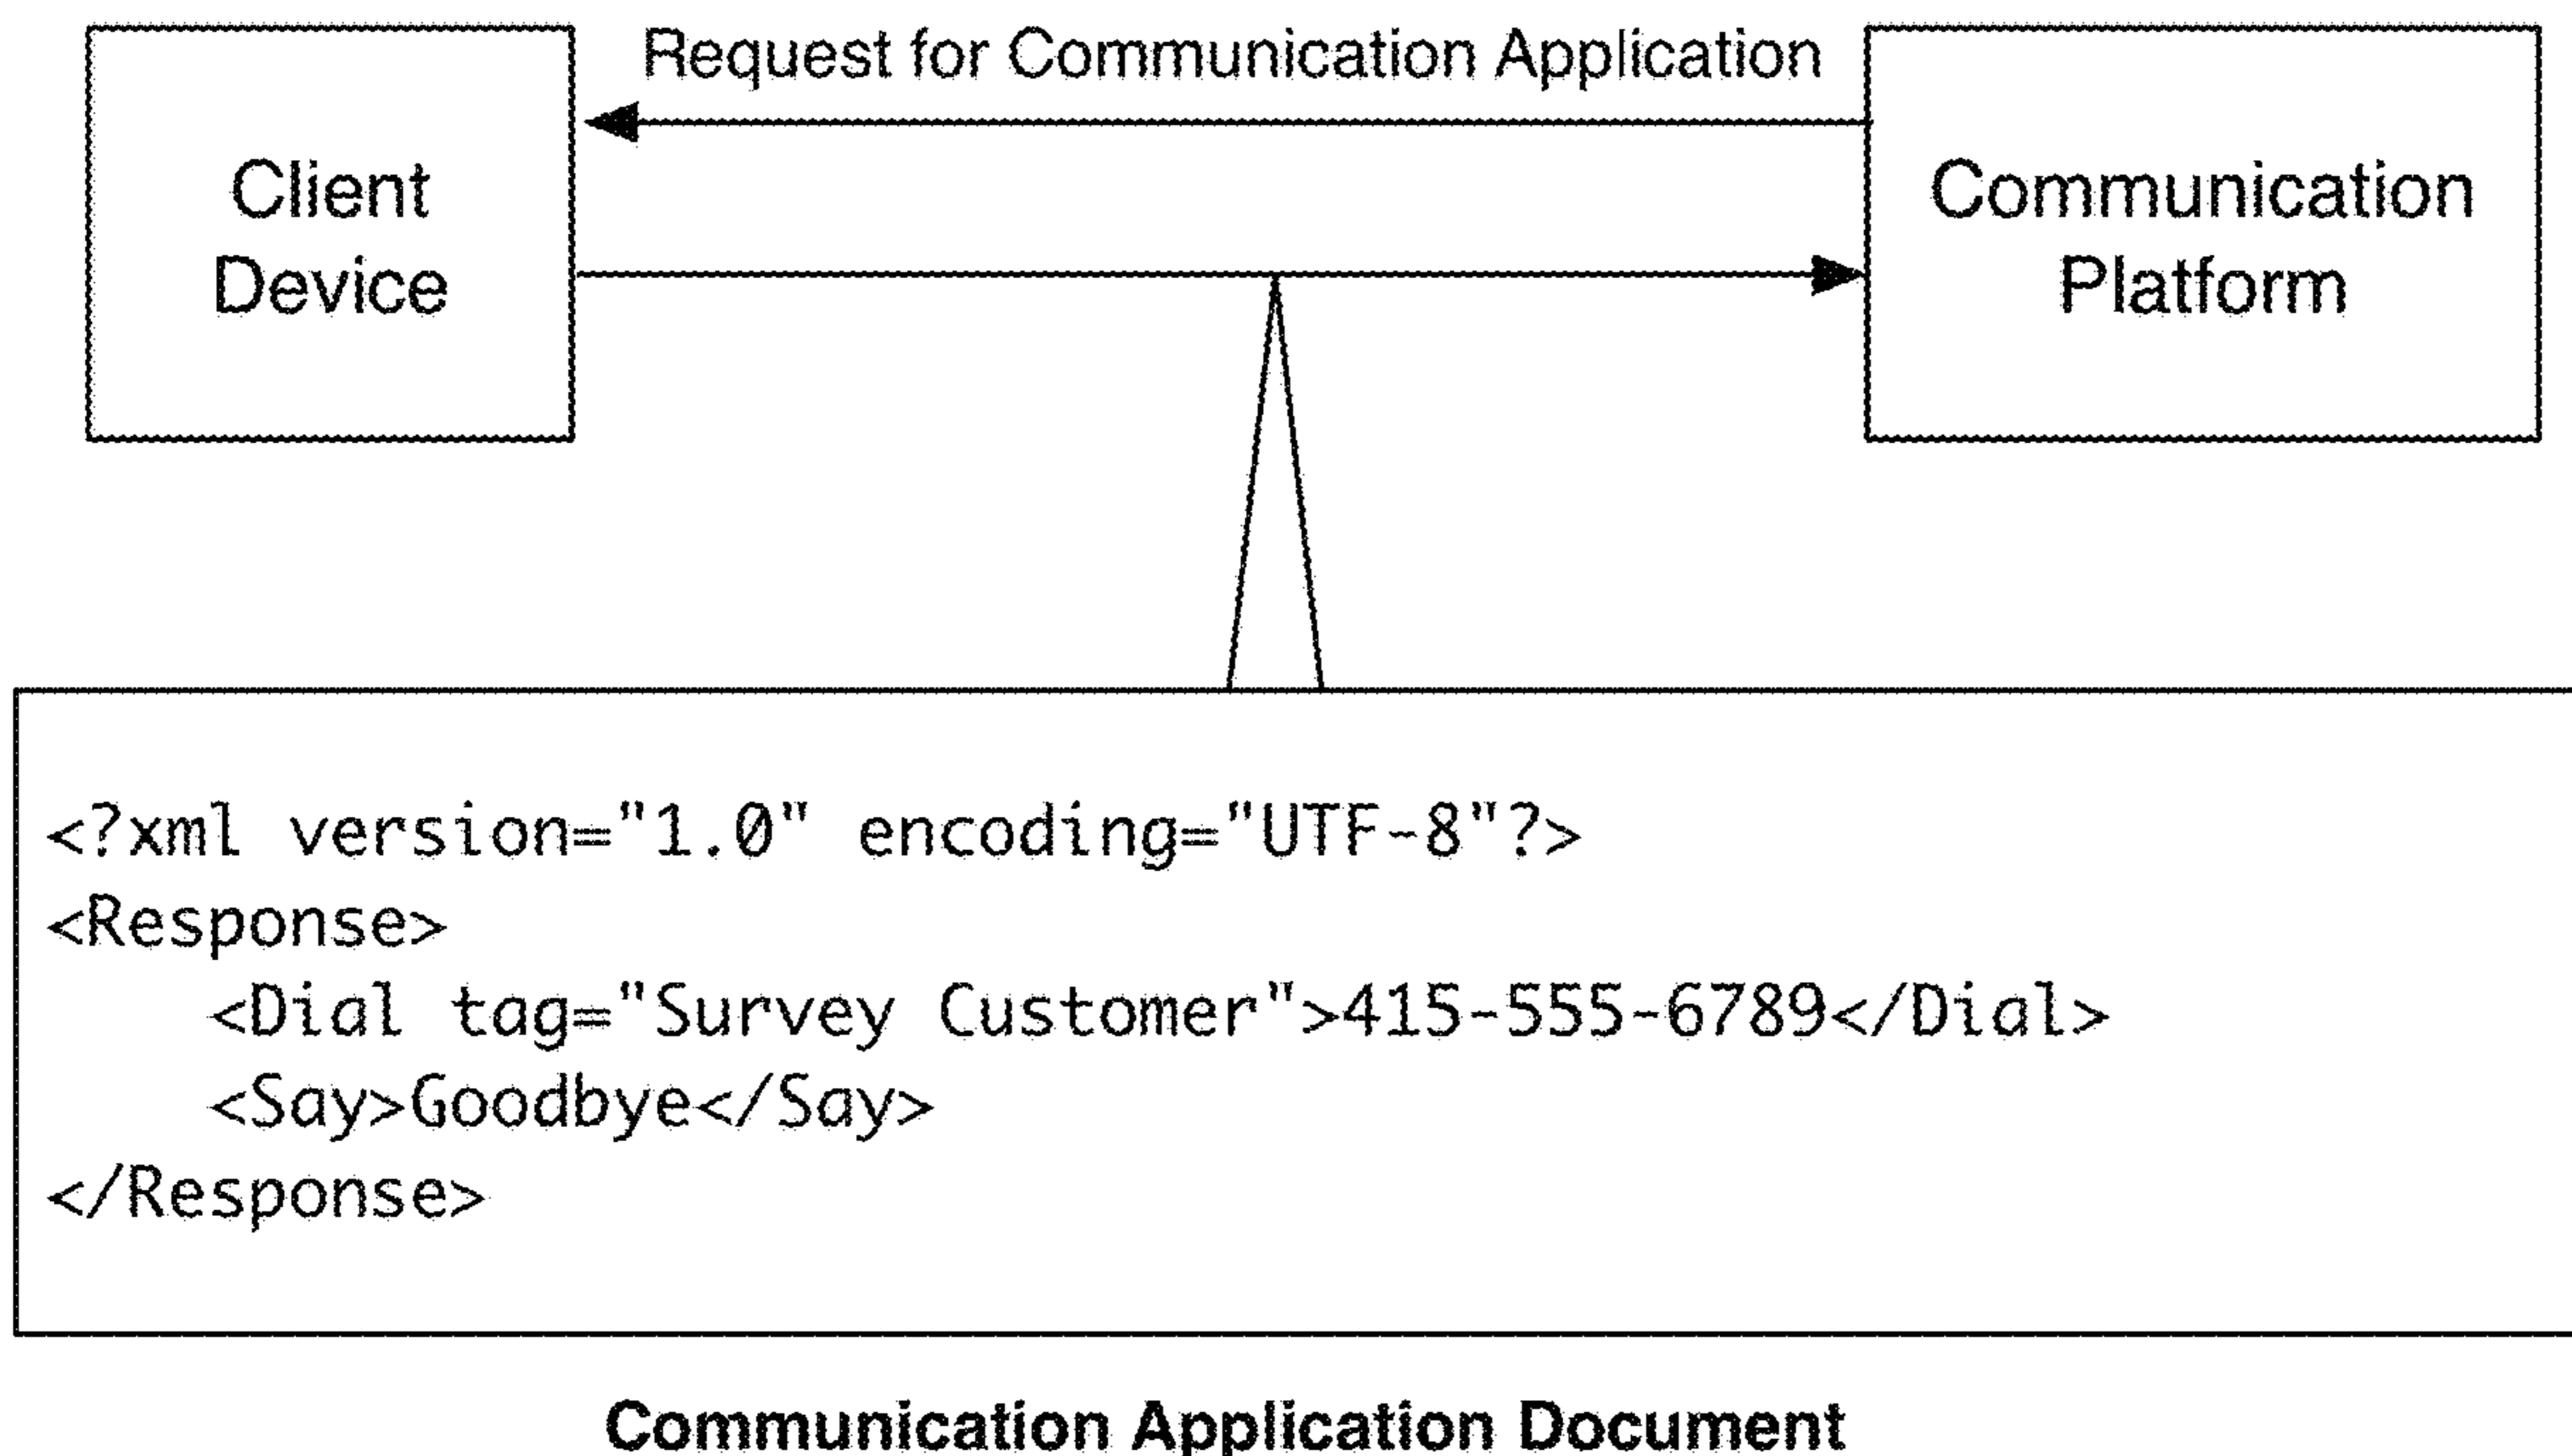 Request for Communication Application
Client
Device
Communication
Platform
<?xml version="1.0" encoding="UTF-8"?>
<Response>
<Dial tag="Survey Customer">415-555-6789</Dial>
<Say>Goodbye</Say>
</Response>
Communication Application Document